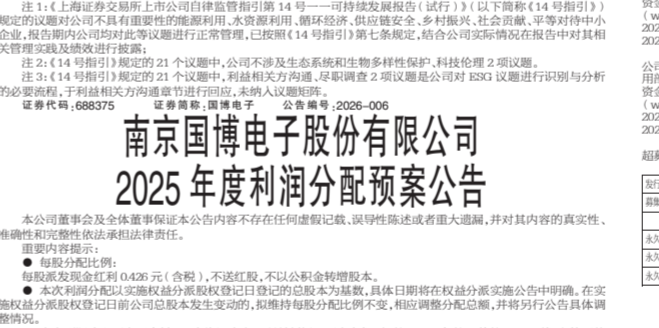 注1：《上海证券交易所上市公司自律监管指引第14号——可持续发展报告（试行）》（以下简称《14号指引》）
规定的议题对公司不具有重要性的能源利用、水资源利用、循环经济、供应链安全、乡村振兴、社会贡献、平等对待中小
企业，报告期内公司均对此等议题进行正常管理，已按照《14号指引》第七条规定，结合公司实际情况在报告中对其相
关管理实践及绩效进行披露；
注2：《14号指引》规定的21个议题中，公司不涉及生态系统和生物多样性保护、科技伦理2项议题。
注3：《14号指引》规定的21个议题中，利益相关方沟通、尽职调查2项议题是公司对ESG议题进行识别与分析
的必要流程，于利益相关方沟通章节进行回应，未纳入议题矩阵。
证券代码：688375 证券简称：国博电子 公告编号：2026-006
南京国博电子股份有限公司
2025年度利润分配预案公告
本公司董事会及全体董事保证本公告内容不存在任何虚假记载、误导性陈述或者重大遗漏，并对其内容的真实性、
准确性和完整性依法承担法律责任。
重要内容提示：
● 每股分配比例：
每股派发现金红利0.426元（含税），不送红股，不以公积金转增股本。
● 本次利润分配以实施权益分派股权登记日登记的总股本为基数，具体日期将在权益分派实施公告中明确。在实
施权益分派股权登记日前公司总股本发生变动的，拟维持每股分配比例不变，相应调整分配总额，并将另行公告具体调
整情况。
资金
（w
202
202
公司
用所
资金
（w
202
202
超募
发行
募集
永久
永久
永久